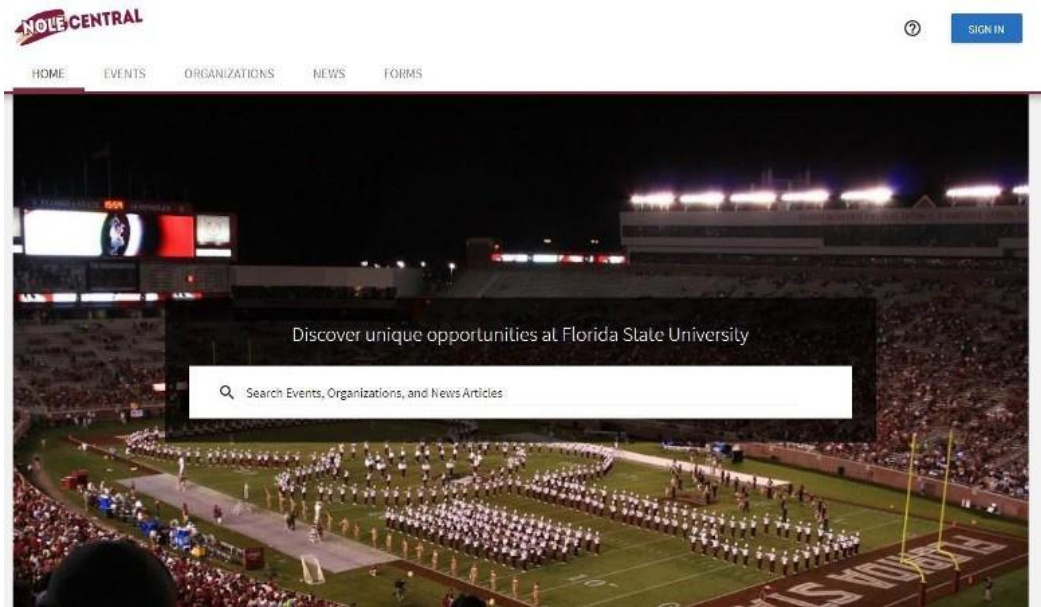 NOLE CENTRAL
SIGN IN
HOME EVENTS ORGANIZATIONS NEWS FORMS
Discover unique opportunities at Florida State University
Search Events, Organizations, and News Articles
FLORIDA